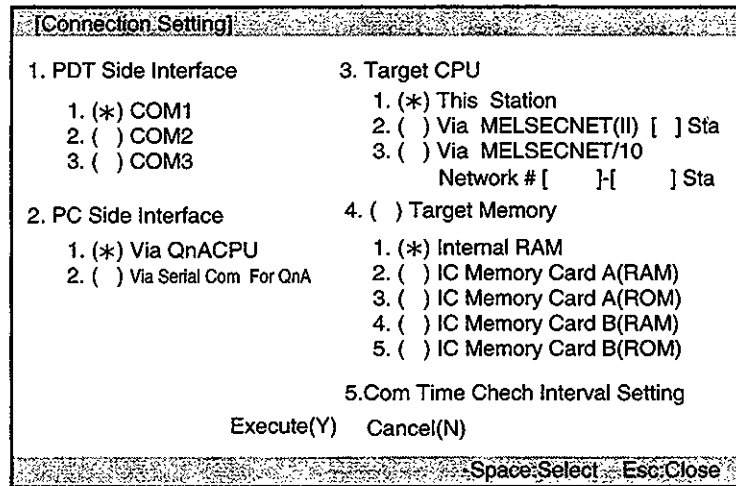 [Connection Setting]
1. PDT Side Interface
1. (*) COM1
2. ( ) COM2
3. ( ) COM3
2. PC Side Interface
1. (*) Via QnACPU
2. ( ) Via Serial Com For QnA
3. Target CPU
1. (*) This Station
2. ( ) Via MELSECNET(II) [ ] Sta
3. ( ) Via MELSECNET/10
Network # [ ]-[ ] Sta
4. ( ) Target Memory
1. (*) Internal RAM
2. ( ) IC Memory Card A(RAM)
3. ( ) IC Memory Card A(ROM)
4. ( ) IC Memory Card B(RAM)
5. ( ) IC Memory Card B(ROM)
5.Com Time Chech Interval Setting
Execute(Y) Cancel(N)
Space:Select Esc:Close